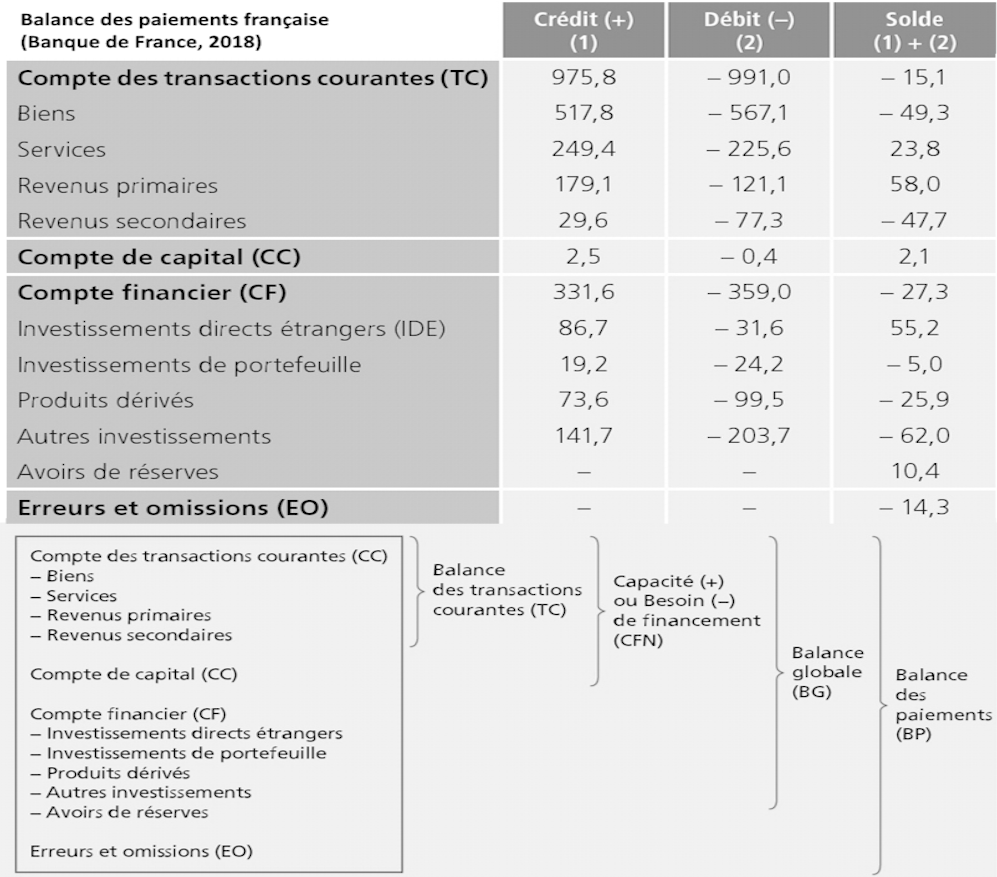 Balance des paiements française Crédit (+) Débit (–) Solde
(Banque de France, 2018) (1) (2) (1) + (2)
Compte des transactions courantes (TC) 975,8 – 991,0 – 15,1
Biens 517,8 – 567,1 – 49,3
Services 249,4 – 225,6 23,8
Revenus primaires 179,1 – 121,1 58,0
Revenus secondaires 29,6 – 77,3 – 47,7
Compte de capital (CC) 2,5 – 0,4 2,1
Compte financier (CF) 331,6 – 359,0 – 27,3
Investissements directs étrangers (IDE) 86,7 – 31,6 55,2
Investissements de portefeuille 19,2 – 24,2 – 5,0
Produits dérivés 73,6 – 99,5 – 25,9
Autres investissements 141,7 – 203,7 – 62,0
Avoirs de réserves – – 10,4
Erreurs et omissions (EO) – – – 14,3
Compte des transactions courantes (CC)
– Biens
– Services
– Revenus primaires
– Revenus secondaires
Compte de capital (CC)
Compte financier (CF)
– Investissements directs étrangers
– Investissements de portefeuille
– Produits dérivés
– Autres investissements
– Avoirs de réserves
Erreurs et omissions (EO)
Balance
des transactions
courantes (TC)
Capacité (+)
ou Besoin (–)
de financement
(CFN)
Balance
globale
(BG)
Balance
des
paiements
(BP)